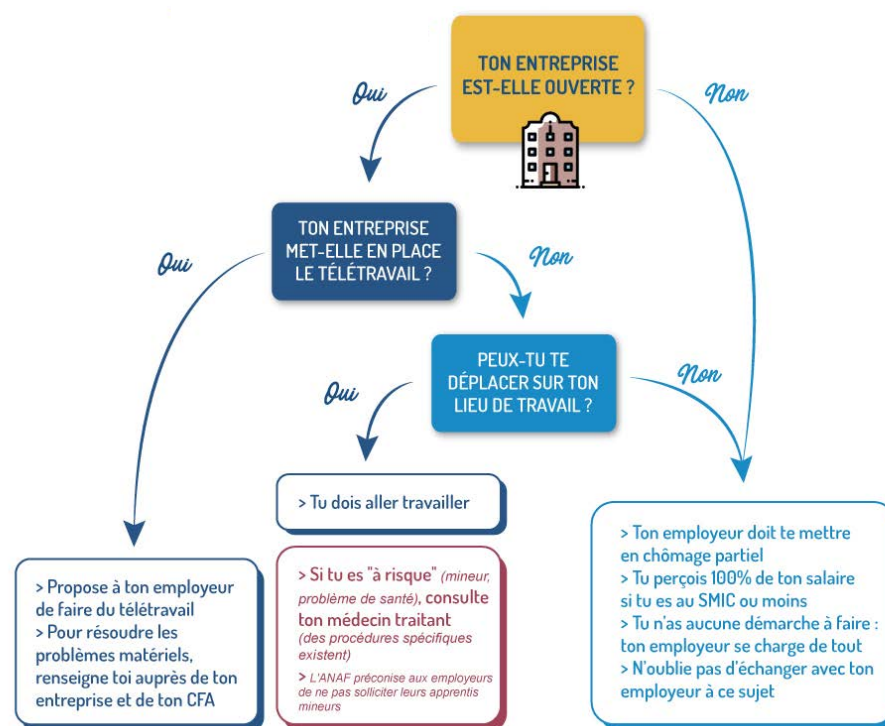 TON ENTREPRISE
EST-ELLE OUVERTE ?
Oui
Non
TON ENTREPRISE
MET-ELLE EN PLACE
LE TÉLÉTRAVAIL ?
Oui
Non
PEUX-TU TE
DÉPLACER SUR TON
LIEU DE TRAVAIL ?
Oui
Non
> Tu dois aller travailler
> Propose à ton employeur
de faire du télétravail
> Pour résoudre les
problèmes matériels,
renseigne toi auprès de ton
entreprise et de ton CFA
> Si tu es "à risque" (mineur,
problème de santé), consulte
ton médecin traitant
(des procédures spécifiques
existent)
> L'ANAF préconise aux employeurs
de ne pas solliciter leurs apprentis
mineurs
> Ton employeur doit te mettre
en chômage partiel
> Tu perçois 100% de ton salaire
si tu es au SMIC ou moins
> Tu n'as aucune démarche à faire :
ton employeur se charge de tout
> N'oublie pas d'échanger avec ton
employeur à ce sujet